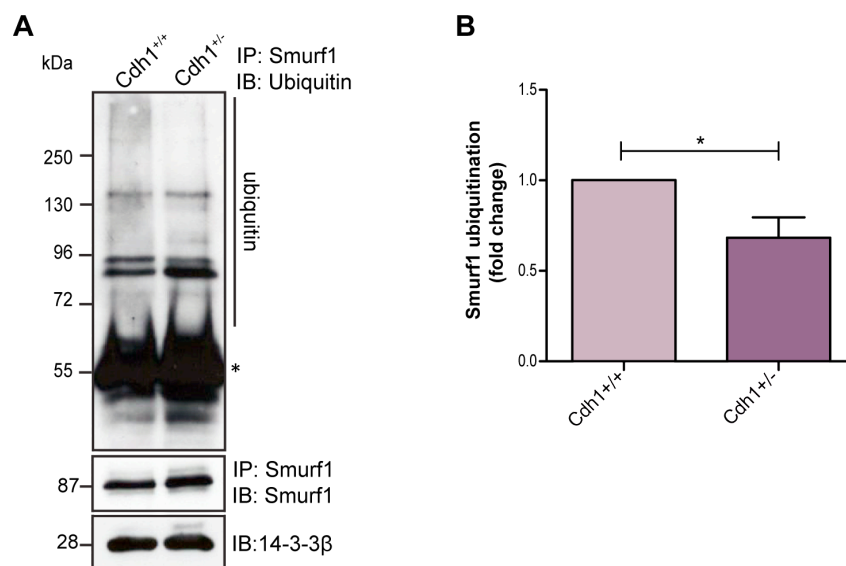 A
kDa
Cdh1+/+
Cdh1+/-
IP: Smurf1
IB: Ubiquitin
250
130
96
72
55
ubiquitin
*
87
IP: Smurf1
IB: Smurf1
28
IB:14-3-3β
B
Smurf1 ubiquitination
(fold change)
1.5
1.0
0.5
0.0
*
Cdh1+/+
Cdh1+/-